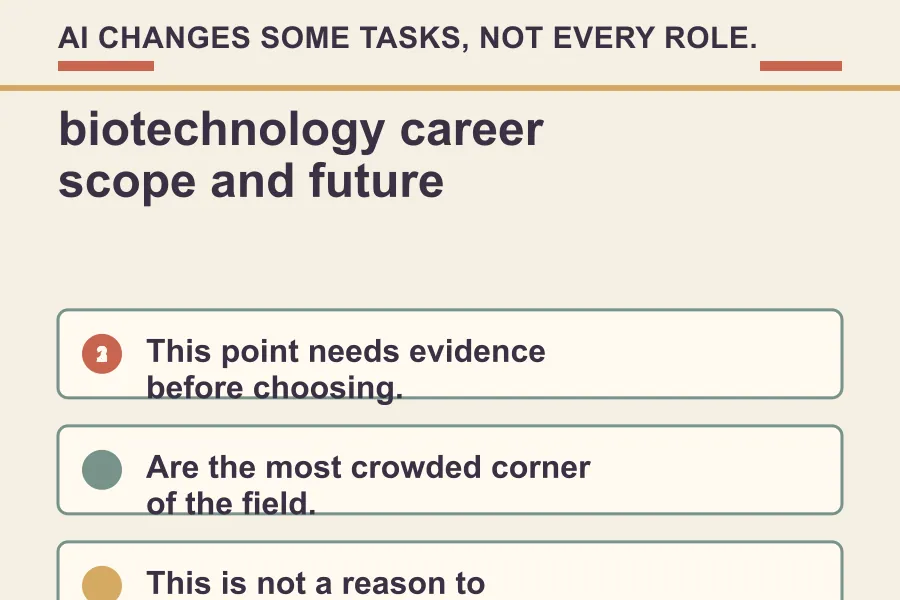 AI CHANGES SOME TASKS, NOT EVERY ROLE.
biotechnology career
scope and future
This point needs evidence
before choosing.
Are the most crowded corner
of the field.
This is not a reason to